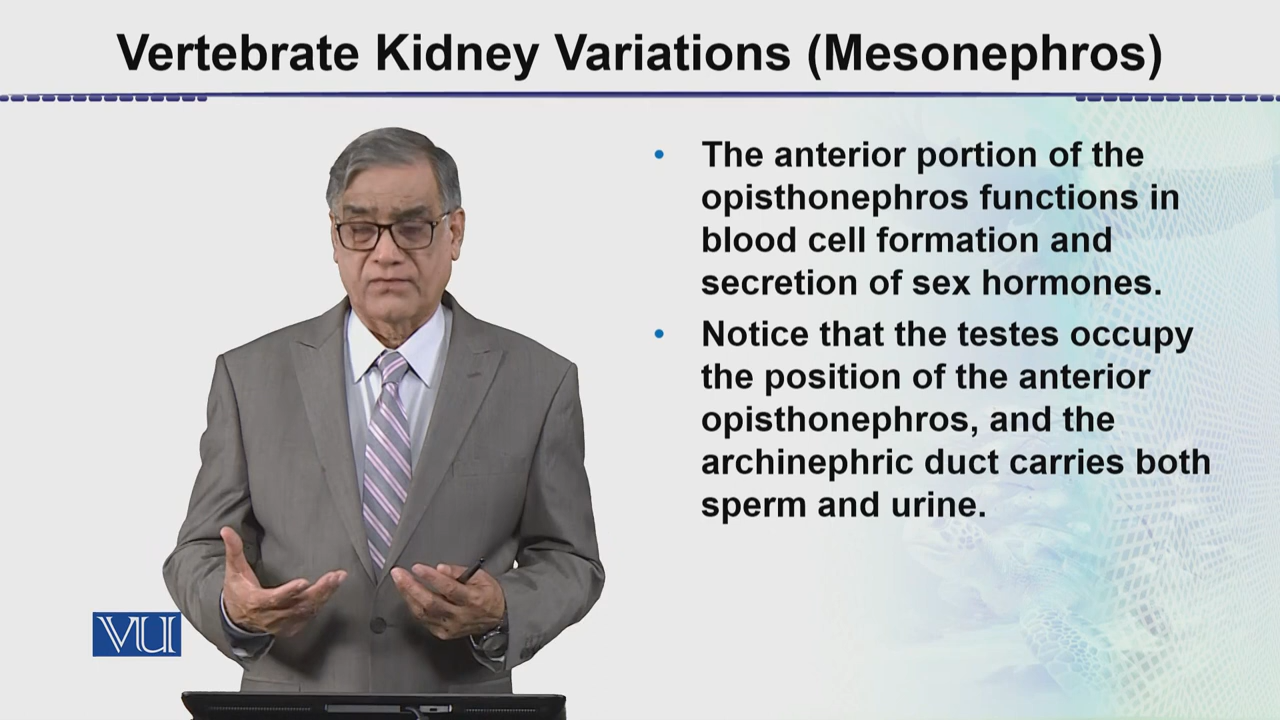 Vertebrate Kidney Variations (Mesonephros)
• The anterior portion of the
opisthonephros functions in
blood cell formation and
secretion of sex hormones.
• Notice that the testes occupy
the position of the anterior
opisthonephros, and the
archinephric duct carries both
sperm and urine.
VU